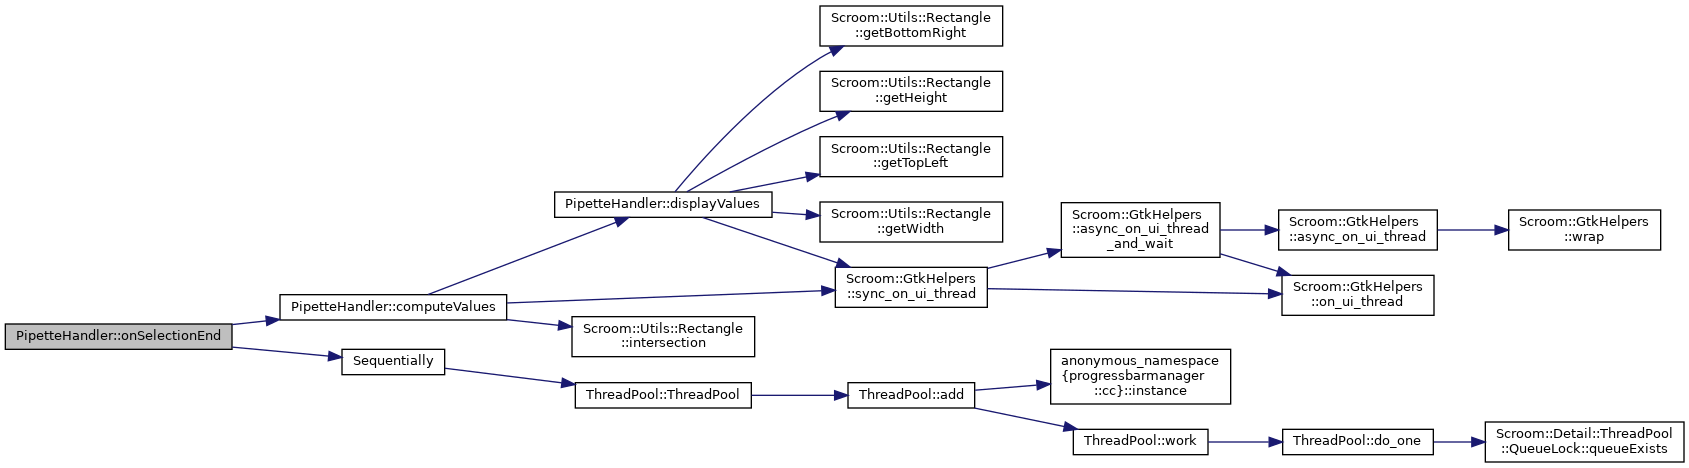 Scroom::Utils::Rectangle
::getBottomRight
Scroom::Utils::Rectangle
::getHeight
Scroom::Utils::Rectangle
::getTopLeft
PipetteHandler::displayValues
Scroom::Utils::Rectangle
::getWidth
Scroom::GtkHelpers
::async_on_ui_thread
_and_wait
Scroom::GtkHelpers
::async_on_ui_thread
Scroom::GtkHelpers
::wrap
Scroom::GtkHelpers
::sync_on_ui_thread
Scroom::GtkHelpers
::on_ui_thread
PipetteHandler::computeValues
PipetteHandler::onSelectionEnd
Scroom::Utils::Rectangle
::intersection
Sequentially
anonymous_namespace
{progressbarmanager
::cc}::instance
ThreadPool::ThreadPool
ThreadPool::add
ThreadPool::work
ThreadPool::do_one
Scroom::Detail::ThreadPool
::QueueLock::queueExists